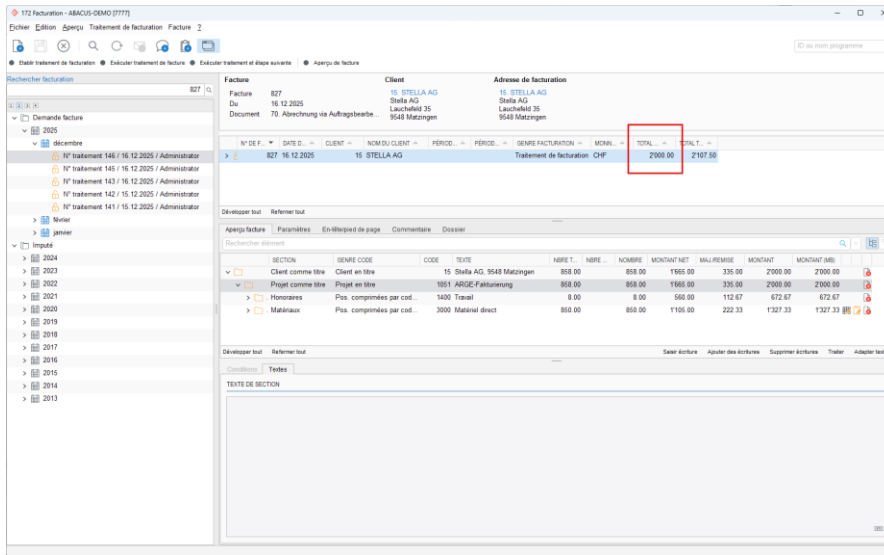 172 Facturation - ABACUS-DEMO [7777]
Fichier Edition Aperçu Traitement de facturation Facture ?
ID ou nom programme
Etablir traitement de facturation Exécuter traitement de facture Exécuter traitement et étape suivante Aperçu de facture
Rechercher facturation
827
Demande facture
2025
décembre
N° traitement 146 / 16.12.2025 / Administrator
N° traitement 145 / 16.12.2025 / Administrator
N° traitement 143 / 16.12.2025 / Administrator
N° traitement 142 / 15.12.2025 / Administrator
N° traitement 141 / 15.12.2025 / Administrator
février
janvier
Imputé
2024
2023
2022
2021
2020
2019
2018
2017
2016
2015
2014
2013
Facture Client Adresse de facturation
Facture 827 15. STELLA AG 15. STELLA AG
Du 16.12.2025 Stella AG Stella AG
Document 70. Abrechnung via Auftragsbearbe... Lauchefeld 35 Lauchefeld 35
9548 Matzingen 9548 Matzingen
N° DE F... DATE D... CLIENT NOM DU CLIENT PÉRIOD... PÉRIOD... GENRE FACTURATION MONN... TOTAL ... TOTAL T...
827 16.12.2025 15 STELLA AG Traitement de facturation CHF 2'000.00 2'107.50
Développer tout Refermer tout
Aperçu facture Paramètres En-tête/pied de page Commentaire Dossier
Rechercher élément
SECTION GENRE CODE CODE TEXTE NBRE T... NBRE ... NOMBRE MONTANT NET MAJ./REMISE MONTANT MONTANT (MB)
Client comme titre Client en titre 15 Stella AG, 9548 Matzingen 858.00 858.00 1'665.00 335.00 2'000.00 2'000.00
Projet comme titre Projet en titre 1051 ARGE-Fakturierung 858.00 858.00 1'665.00 335.00 2'000.00 2'000.00
Honoraires Pos. comprimées par cod... 1400 Travail 8.00 8.00 560.00 112.67 672.67 672.67
Matériaux Pos. comprimées par cod... 3000 Matériel direct 850.00 850.00 1'105.00 222.33 1'327.33 1'327.33
Développer tout Refermer tout Saisir écriture Ajouter des écritures Supprimer écritures Traiter Adapter text
Conditions Textes
TEXTE DE SECTION